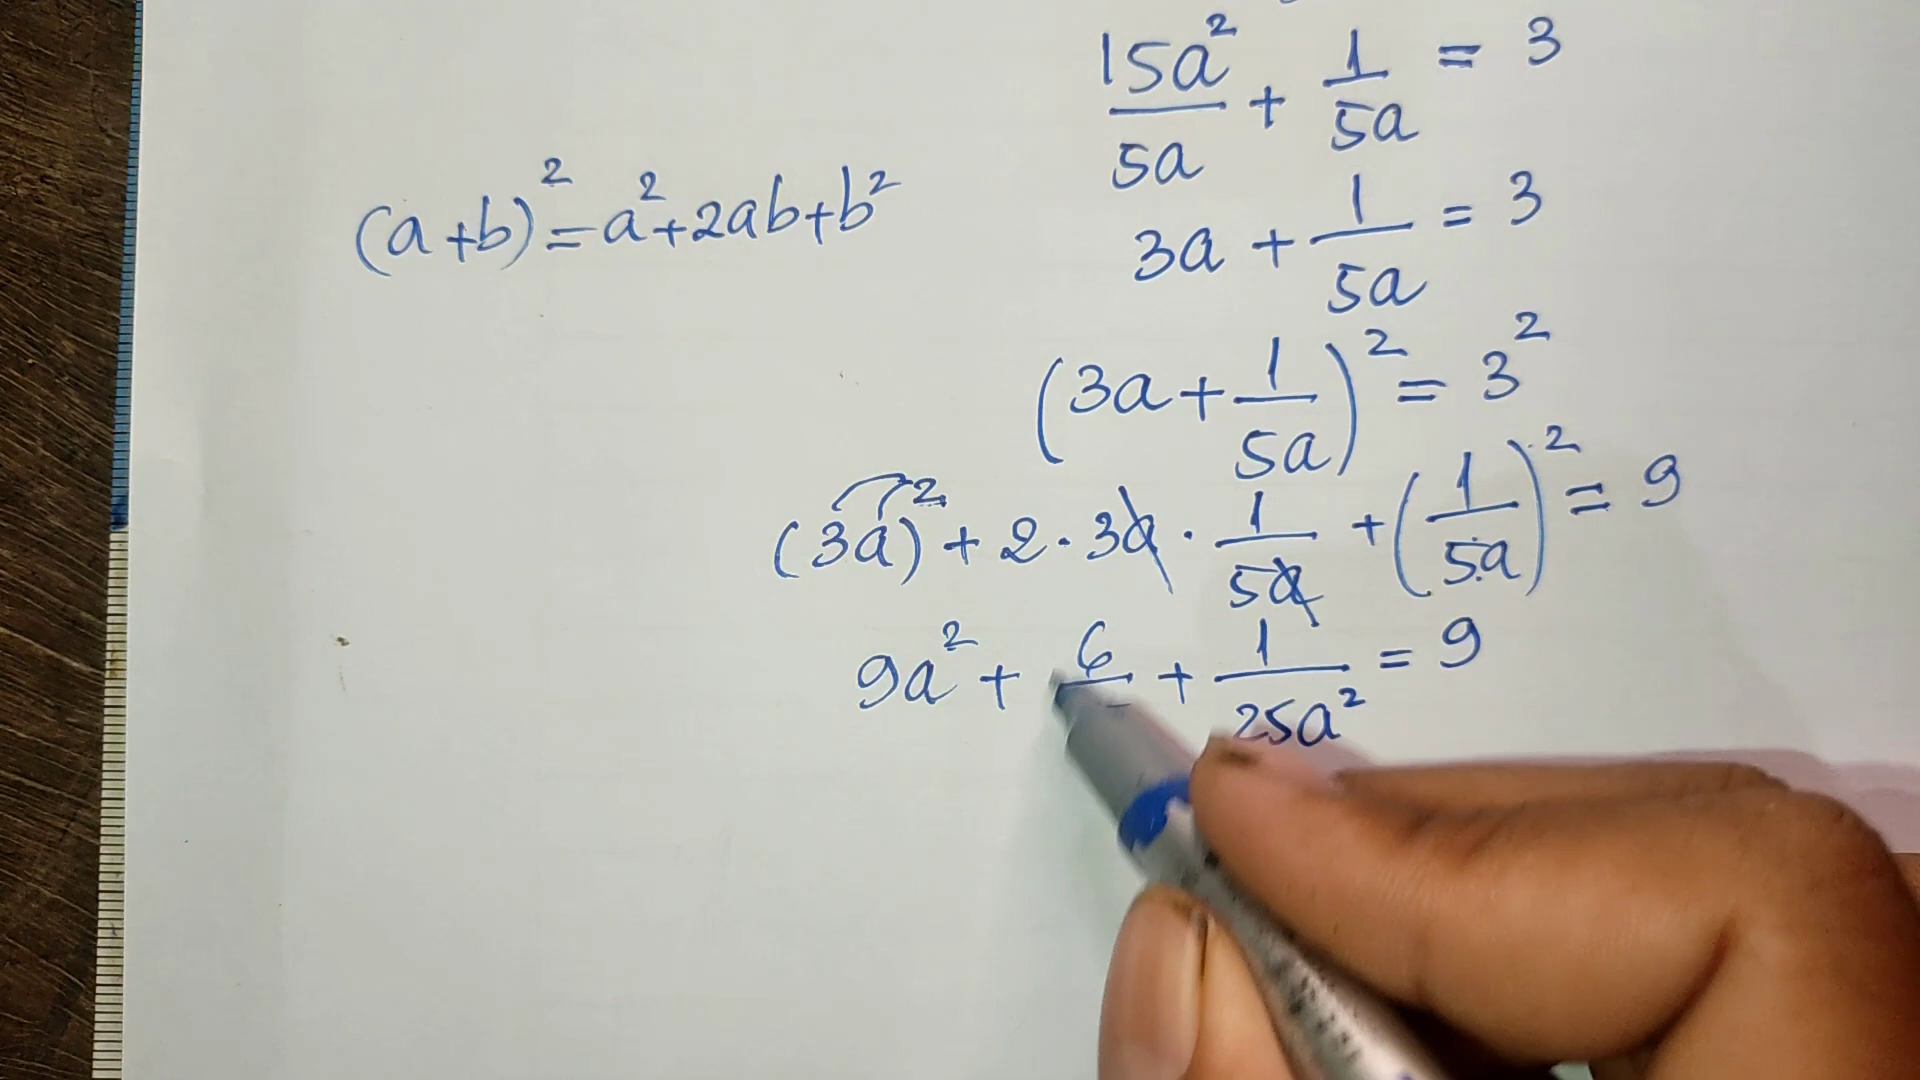 15a² / 5a + 1 / 5a = 3
(a+b)² = a² + 2ab + b²
3a + 1 / 5a = 3
(3a + 1 / 5a)² = 3²
(3a)² + 2 · 3a · 1 / 5a + (1 / 5a)² = 9
9a² + 6 + 1 / 25a² = 9